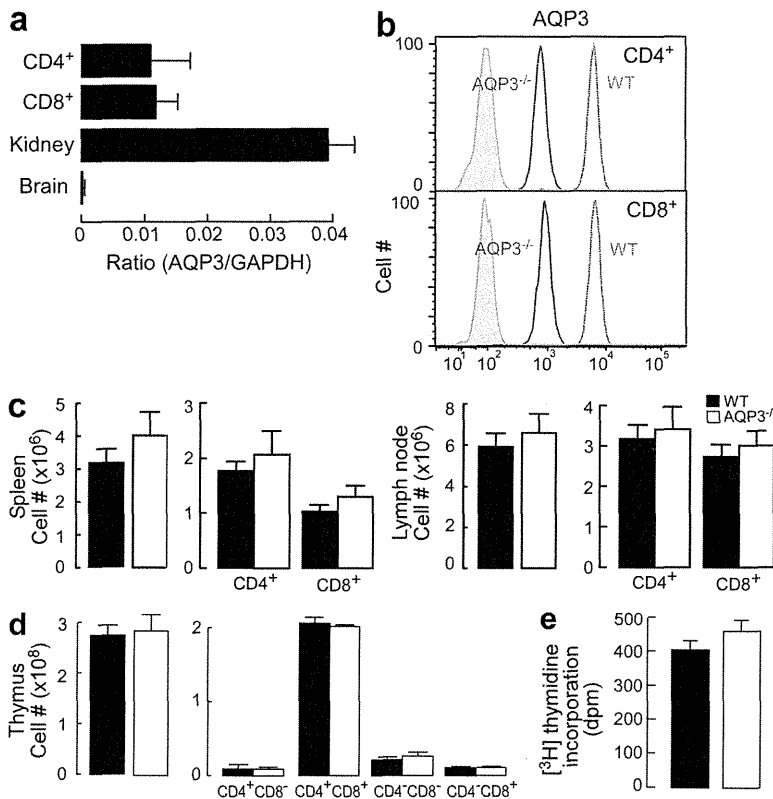 a
CD4⁺
CD8⁺
Kidney
Brain
0 0.01 0.02 0.03 0.04
Ratio (AQP3/GAPDH)
b
AQP3
100
0
CD4⁺
AQP3⁻/⁻
WT
100
0
CD8⁺
AQP3⁻/⁻
WT
Cell #
10¹ 10² 10³ 10⁴ 10⁵
c
Spleen
Cell # (x10⁶)
5
4
3
2
1
0
3
2
1
0
CD4⁺ CD8⁺
Lymph node
Cell # (x10⁶)
8
6
4
2
0
4
3
2
1
0
CD4⁺ CD8⁺
WT
AQP3⁻/⁻
d
Thymus
Cell # (x10⁸)
3
2
1
0
2
1
0
CD4⁺CD8⁻ CD4⁺CD8⁺ CD4⁻CD8⁻ CD4⁻CD8⁺
e
[³H] thymidine
incorporation
(dpm)
500
400
300
200
100
0